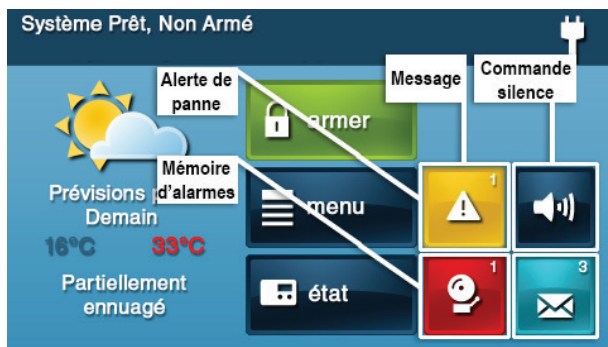 Système Prêt, Non Armé
Alerte de
panne
Message
Commande
silence
armer
Mémoire
d'alarmes
Prévisions
Demain
16°C 33°C
Partiellement
ennuagé
menu
1
état
1
3